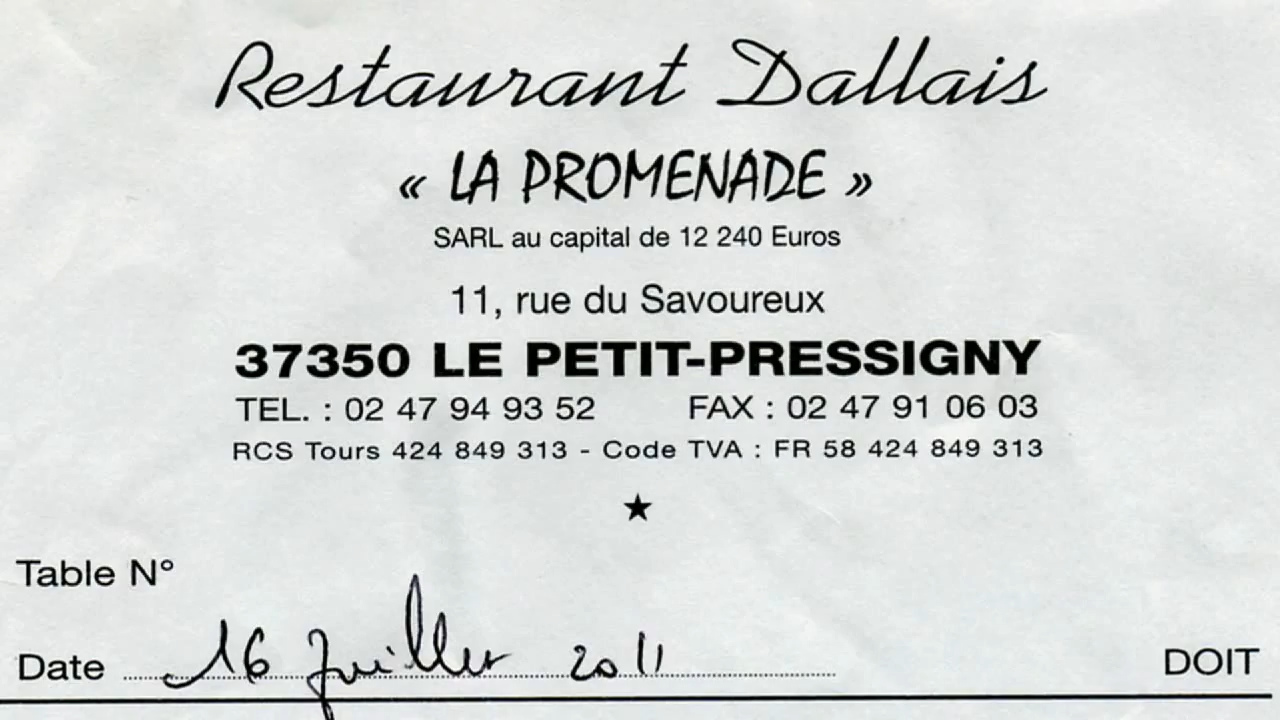 Restaurant Dallais
« LA PROMENADE »
SARL au capital de 12 240 Euros
11, rue du Savoureux
37350 LE PETIT-PRESSIGNY
TEL. : 02 47 94 93 52 FAX : 02 47 91 06 03
RCS Tours 424 849 313 - Code TVA : FR 58 424 849 313
★
Table N°
Date 16 Juillet 2011 DOIT